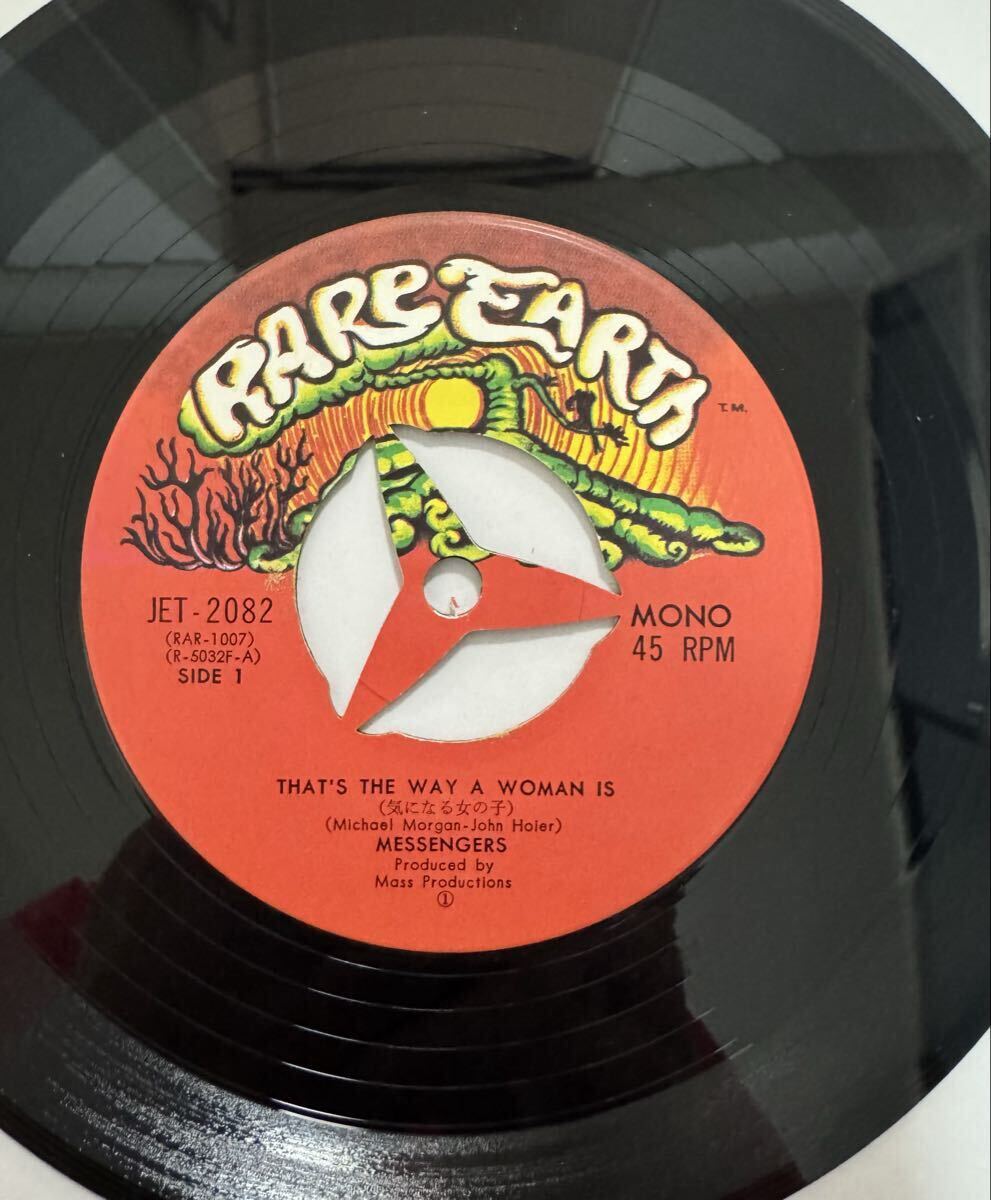 RARE EARTH
T.M.
JET-2082
(RAR-1007)
(R-5032F-A)
SIDE 1
MONO
45 RPM
THAT'S THE WAY A WOMAN IS
(気になる女の子)
(Michael Morgan-John Hoier)
MESSENGERS
Produced by
Mass Productions
①